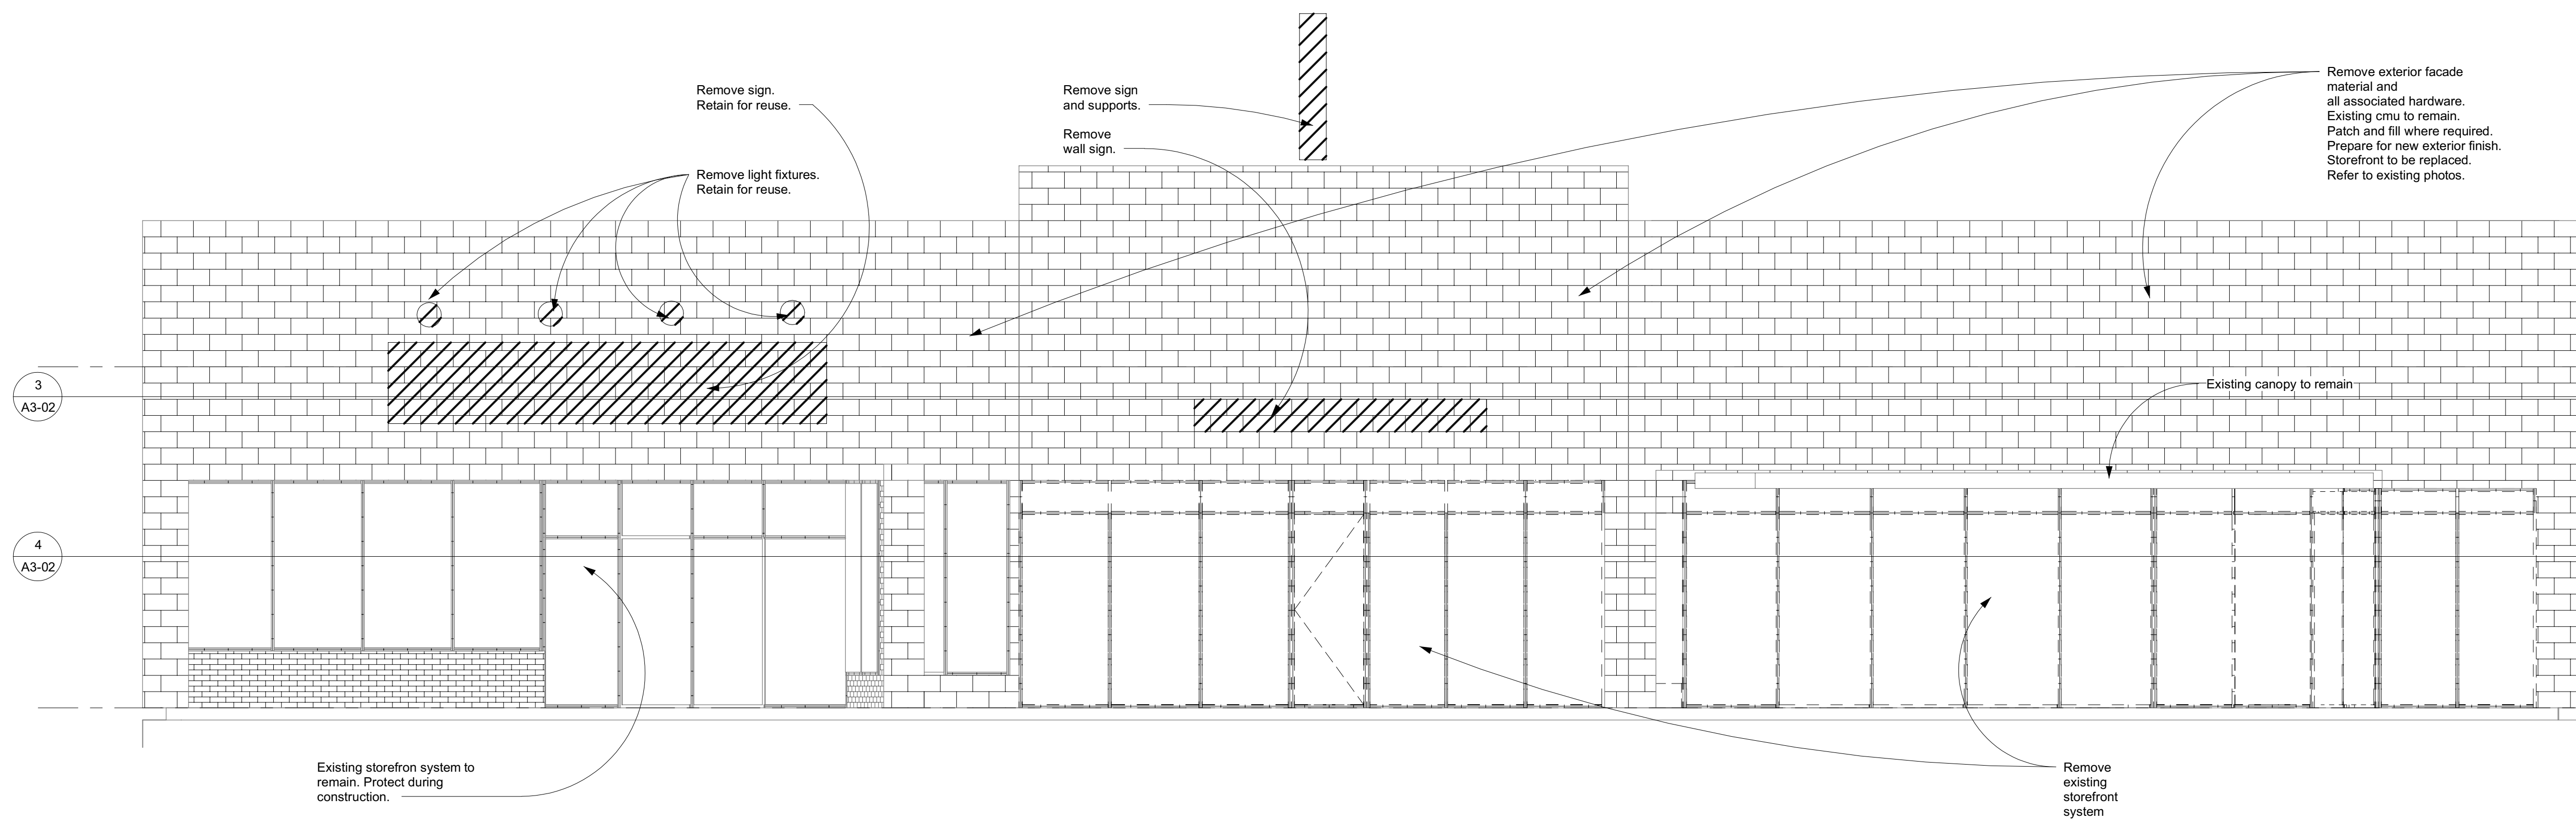 Remove sign.
Retain for reuse.
Remove light fixtures.
Retain for reuse.
Remove sign
and supports.
Remove
wall sign.
Remove exterior facade
material and
all associated hardware.
Existing cmu to remain.
Patch and fill where required.
Prepare for new exterior finish.
Storefront to be replaced.
Refer to existing photos.
3
A3-02
Existing canopy to remain
4
A3-02
Existing storefron system to
remain. Protect during
construction.
Remove
existing
storefront
system